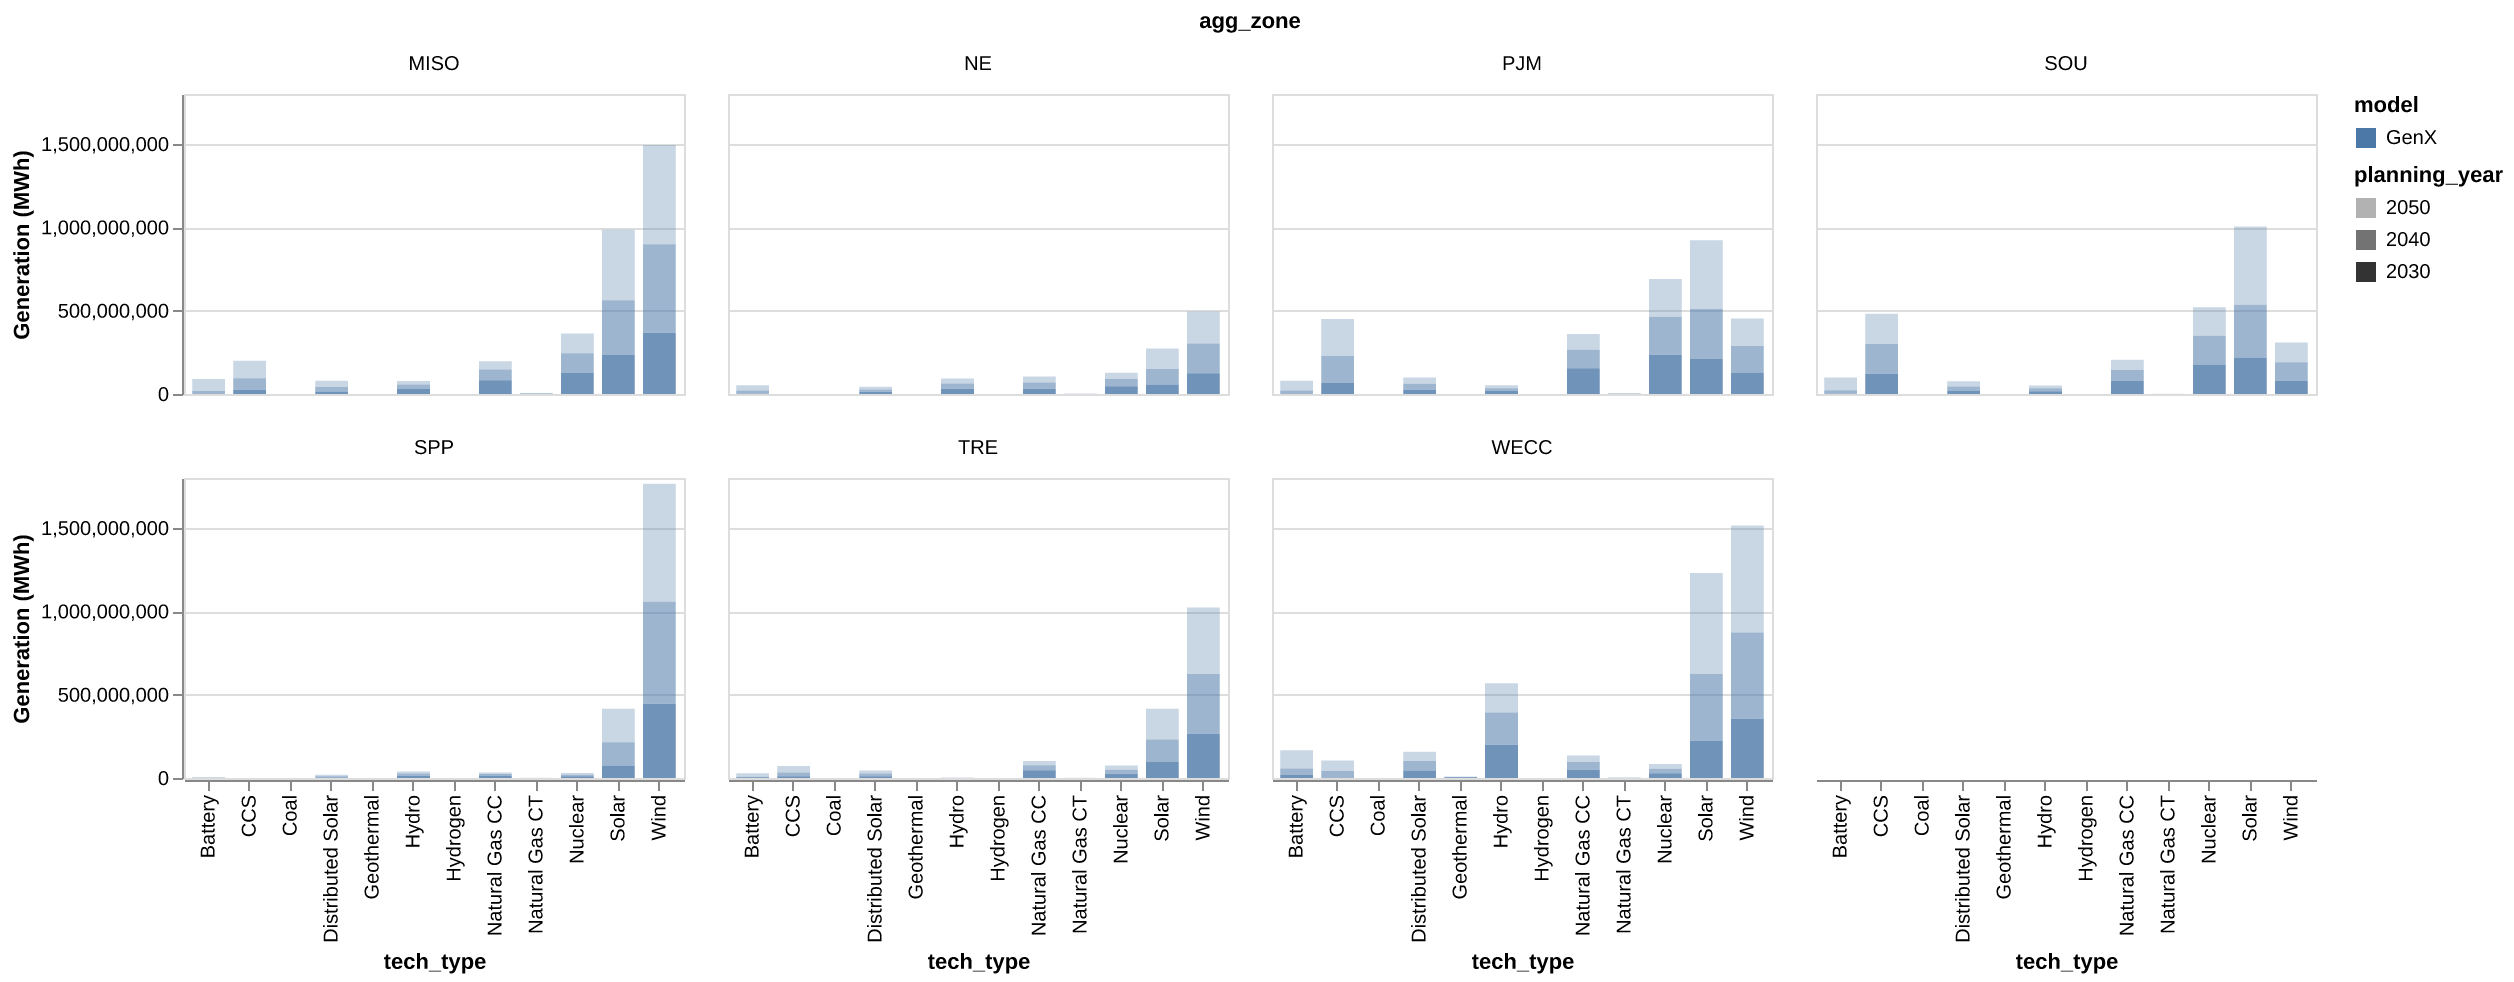 agg_zone
MISO
NE
PJM
SOU
Generation (MWh)
1,500,000,000
1,000,000,000
500,000,000
0
model
GenX
planning_year
2050
2040
2030
SPP
TRE
WECC
Generation (MWh)
1,500,000,000
1,000,000,000
500,000,000
0
Battery
CCS
Coal
Distributed Solar
Geothermal
Hydro
Hydrogen
Natural Gas CC
Natural Gas CT
Nuclear
Solar
Wind
Battery
CCS
Coal
Distributed Solar
Geothermal
Hydro
Hydrogen
Natural Gas CC
Natural Gas CT
Nuclear
Solar
Wind
Battery
CCS
Coal
Distributed Solar
Geothermal
Hydro
Hydrogen
Natural Gas CC
Natural Gas CT
Nuclear
Solar
Wind
Battery
CCS
Coal
Distributed Solar
Geothermal
Hydro
Hydrogen
Natural Gas CC
Natural Gas CT
Nuclear
Solar
Wind
tech_type
tech_type
tech_type
tech_type